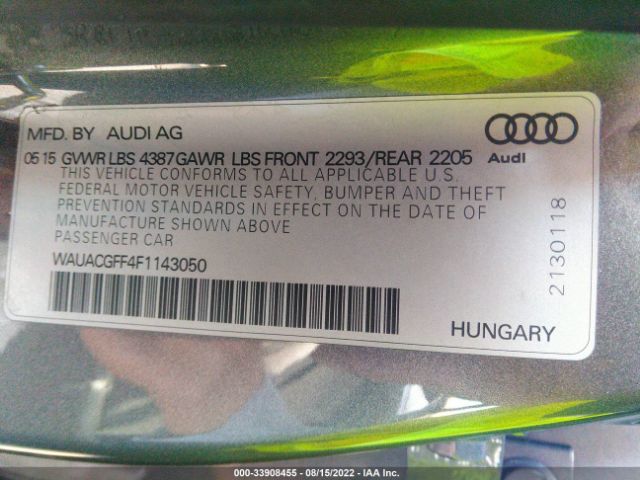 MFD. BY AUDI AG
05 15 GVWR LBS 4387 GAWR LBS FRONT 2293/REAR 2205
Audi
THIS VEHICLE CONFORMS TO ALL APPLICABLE U.S.
FEDERAL MOTOR VEHICLE SAFETY, BUMPER AND THEFT
PREVENTION STANDARDS IN EFFECT ON THE DATE OF
MANUFACTURE SHOWN ABOVE
PASSENGER CAR
WAUACGFF4F1143050
2130118
HUNGARY
000-33908455 - 08/15/2022 - IAA Inc.